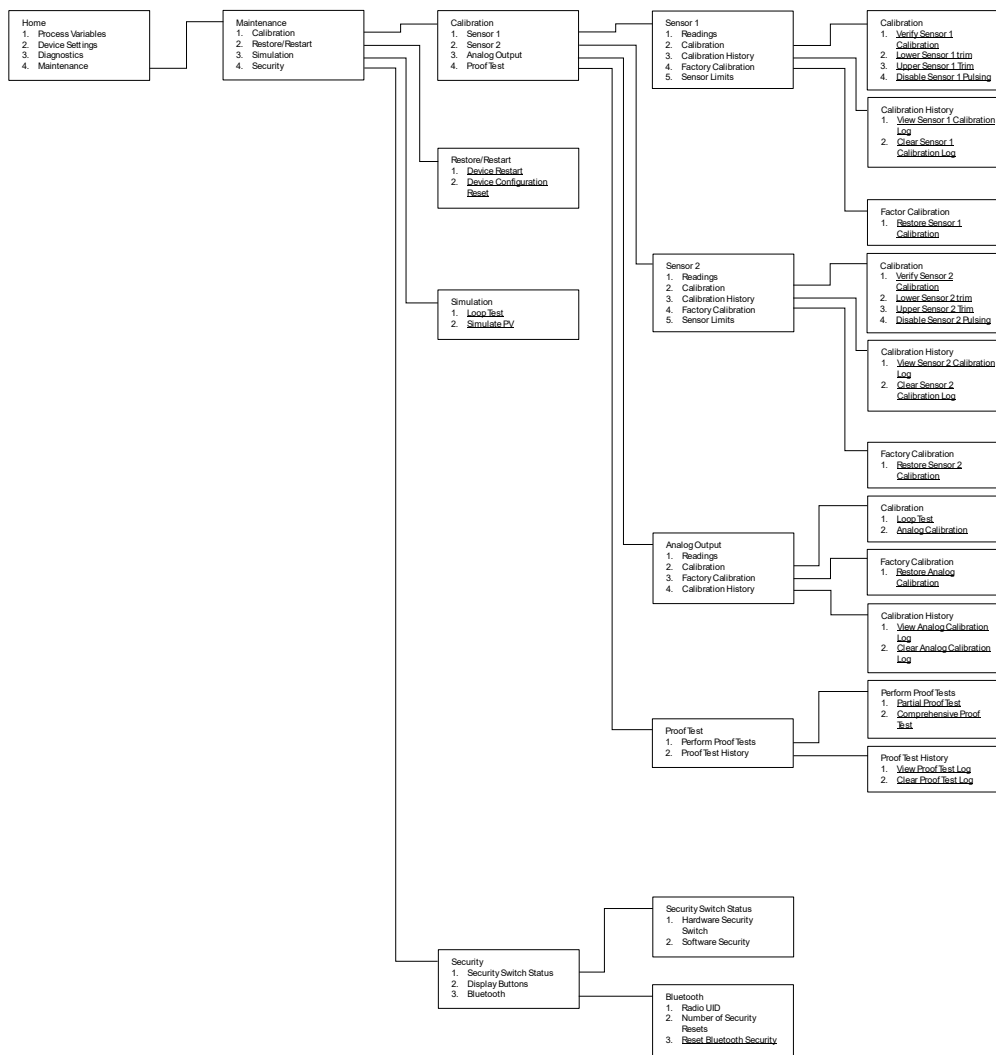 Home
1. Process Variables
2. Device Settings
3. Diagnostics
4. Maintenance
Maintenance
1. Calibration
2. Restore/Restart
3. Simulation
4. Security
Calibration
1. Sensor 1
2. Sensor 2
3. Analog Output
4. Proof Test
Restore/Restart
1. Device Restart
2. Device Configuration
Reset
Simulation
1. Loop Test
2. Simulate PV
Security
1. Security Switch Status
2. Display Buttons
3. Bluetooth
Sensor 1
1. Readings
2. Calibration
3. Calibration History
4. Factory Calibration
5. Sensor Limits
Sensor 2
1. Readings
2. Calibration
3. Calibration History
4. Factory Calibration
5. Sensor Limits
Analog Output
1. Readings
2. Calibration
3. Factory Calibration
4. Calibration History
Proof Test
1. Perform Proof Tests
2. Proof Test History
Security Switch Status
1. Hardware Security
Switch
2. Software Security
Bluetooth
1. Radio UID
2. Number of Security
Resets
3. Reset Bluetooth Security
Calibration
1. Verify Sensor 1
Calibration
2. Lower Sensor 1 trim
3. Upper Sensor 1 Trim
4. Disable Sensor 1 Pulsing
Calibration History
1. View Sensor 1 Calibration
Log
2. Clear Sensor 1
Calibration Log
Factor Calibration
1. Restore Sensor 1
Calibration
Calibration
1. Verify Sensor 2
Calibration
2. Lower Sensor 2 trim
3. Upper Sensor 2 Trim
4. Disable Sensor 2 Pulsing
Calibration History
1. View Sensor 2 Calibration
Log
2. Clear Sensor 2
Calibration Log
Factory Calibration
1. Restore Sensor 2
Calibration
Calibration
1. Loop Test
2. Analog Calibration
Factory Calibration
1. Restore Analog
Calibration
Calibration History
1. View Analog Calibration
Log
2. Clear Analog Calibration
Log
Perform Proof Tests
1. Partial Proof Test
2. Comprehensive Proof
Test
Proof Test History
1. View Proof Test Log
2. Clear Proof Test Log